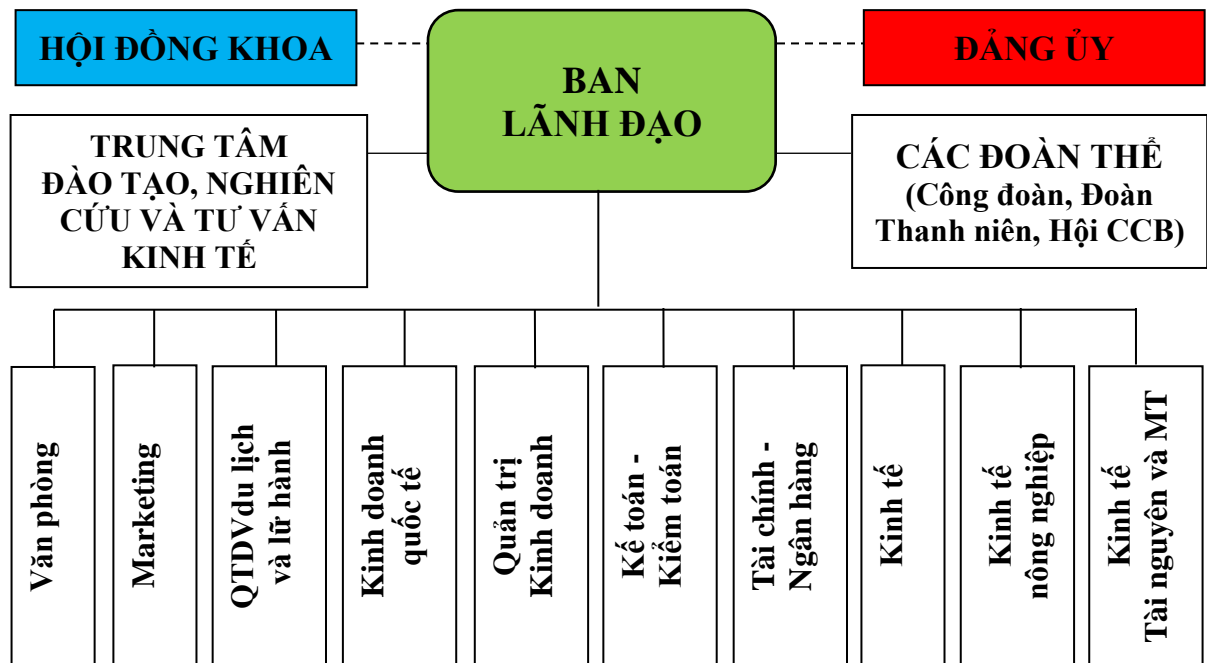 HỘI ĐỒNG KHOA
BAN
LÃNH ĐẠO
ĐẢNG ỦY
TRUNG TÂM
ĐÀO TẠO, NGHIÊN
CỨU VÀ TƯ VẤN
KINH TẾ
CÁC ĐOÀN THỂ
(Công đoàn, Đoàn
Thanh niên, Hội CCB)
Văn phòng
Marketing
QTDVdu lịch
và lữ hành
Kinh doanh
quốc tế
Quản trị
Kinh doanh
Kế toán -
Kiểm toán
Tài chính -
Ngân hàng
Kinh tế
Kinh tế
nông nghiệp
Kinh tế
Tài nguyên và MT